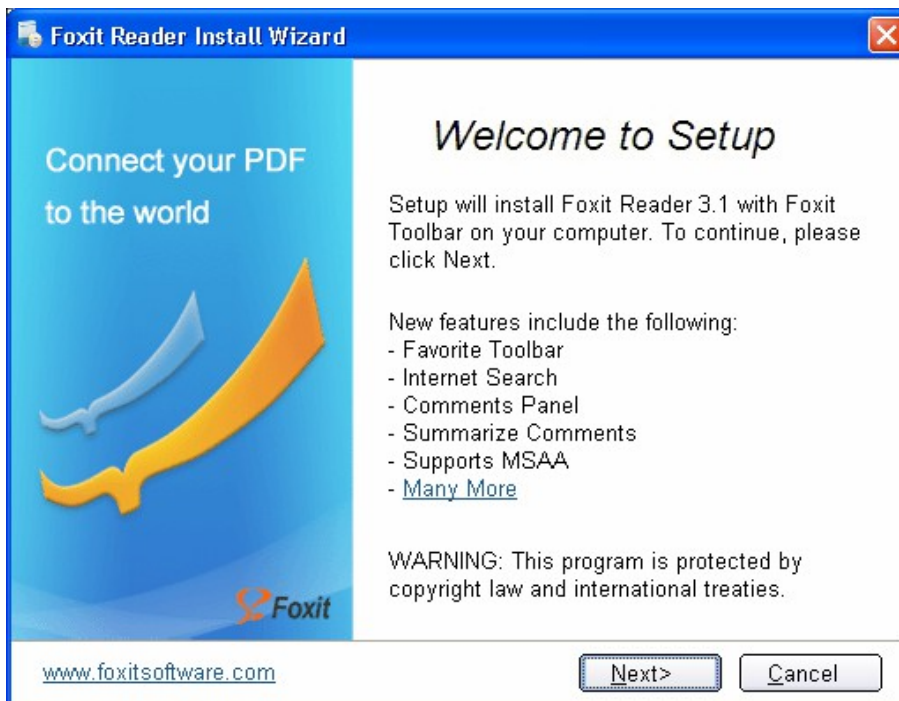 Foxit Reader Install Wizard
Connect your PDF
to the world
Foxit
Welcome to Setup
Setup will install Foxit Reader 3.1 with Foxit
Toolbar on your computer. To continue, please
click Next.
New features include the following:
- Favorite Toolbar
- Internet Search
- Comments Panel
- Summarize Comments
- Supports MSAA
- Many More
WARNING: This program is protected by
copyright law and international treaties.
www.foxitsoftware.com
Next>
Cancel